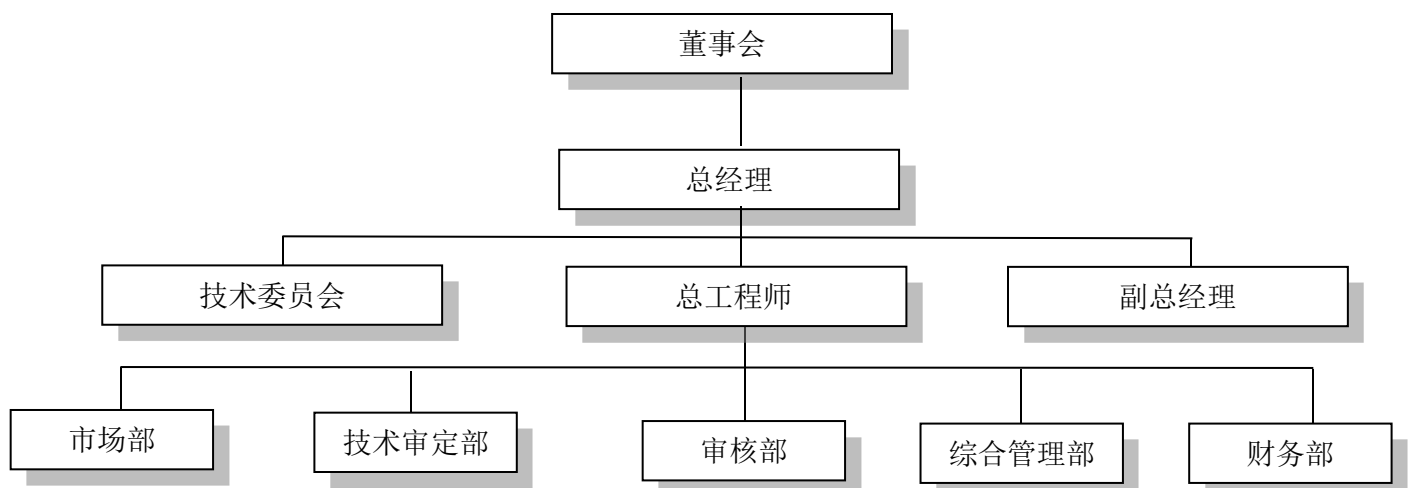 董事会
总经理
技术委员会
总工程师
副总经理
市场部
技术审定部
审核部
综合管理部
财务部